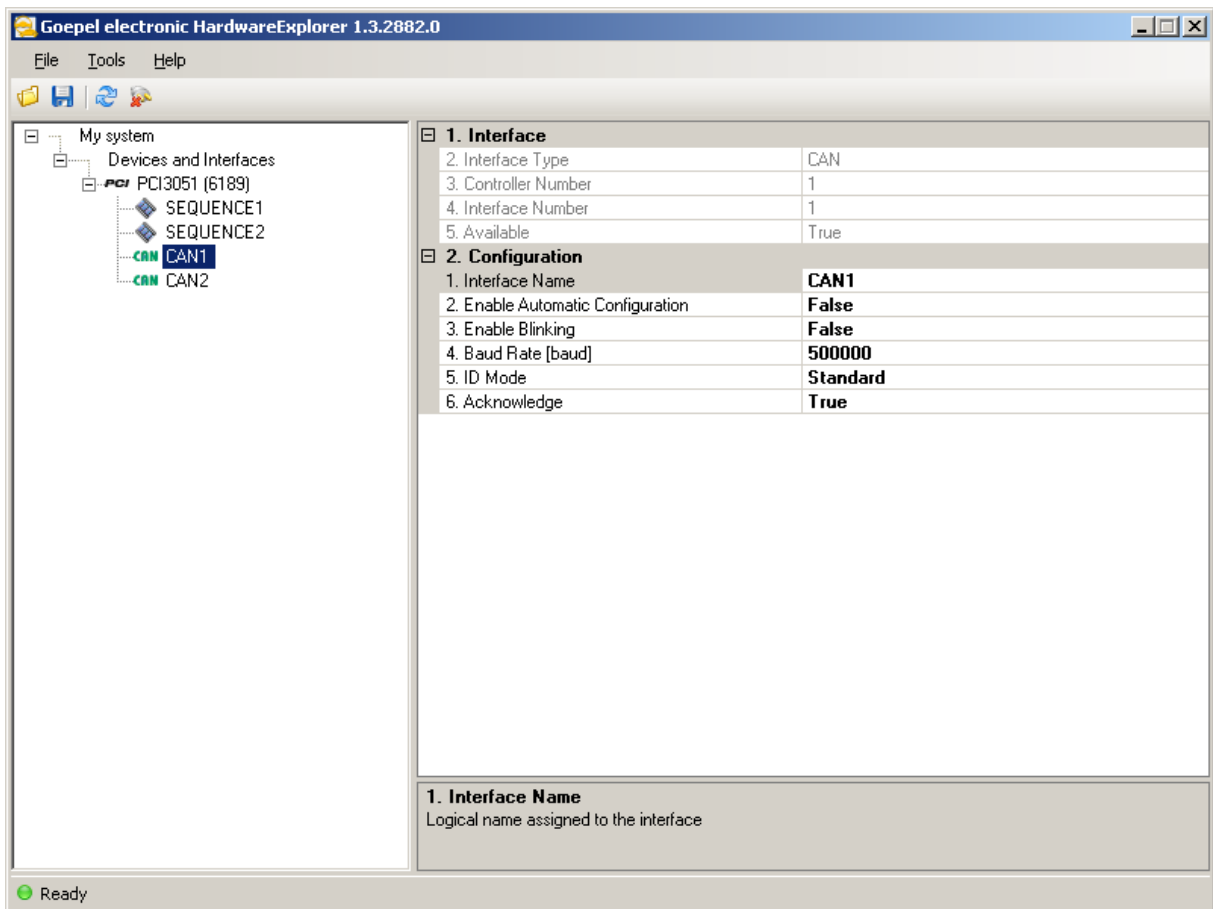 Goepel electronic HardwareExplorer 1.3.2882.0
File Tools Help
My system
Devices and Interfaces
PCI PCI3051 (6189)
SEQUENCE1
SEQUENCE2
CAN CAN1
CAN CAN2
1. Interface
2. Interface Type CAN
3. Controller Number 1
4. Interface Number 1
5. Available True
2. Configuration
1. Interface Name CAN1
2. Enable Automatic Configuration False
3. Enable Blinking False
4. Baud Rate [baud] 500000
5. ID Mode Standard
6. Acknowledge True
1. Interface Name
Logical name assigned to the interface
Ready